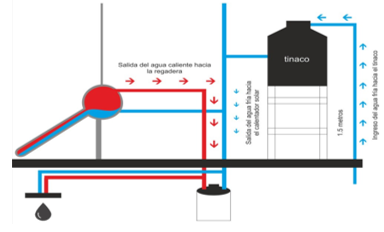 Salida del agua caliente hacia
la regadera
tinaco
Salida del agua fría hacia
el calentador solar
1.5 metros
Ingreso del agua fría hacia el tinaco